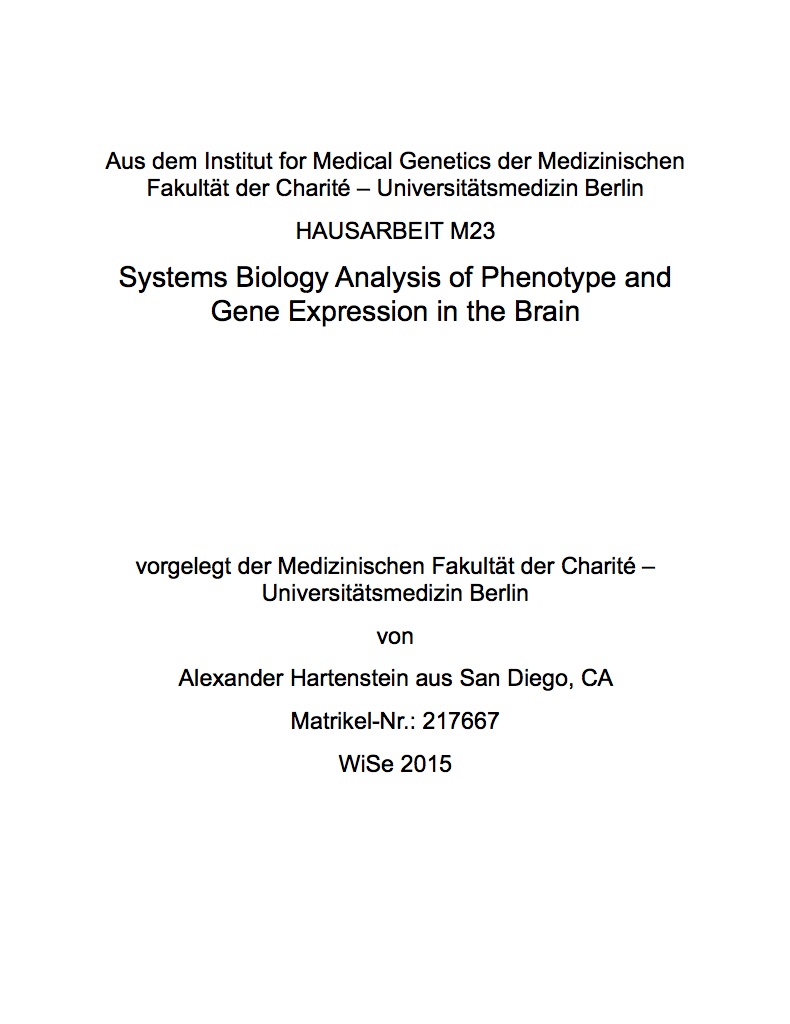 Aus dem Institut for Medical Genetics der Medizinischen
Fakultät der Charité – Universitätsmedizin Berlin
HAUSARBEIT M23
Systems Biology Analysis of Phenotype and
Gene Expression in the Brain
vorgelegt der Medizinischen Fakultät der Charité –
Universitätsmedizin Berlin
von
Alexander Hartenstein aus San Diego, CA
Matrikel-Nr.: 217667
WiSe 2015